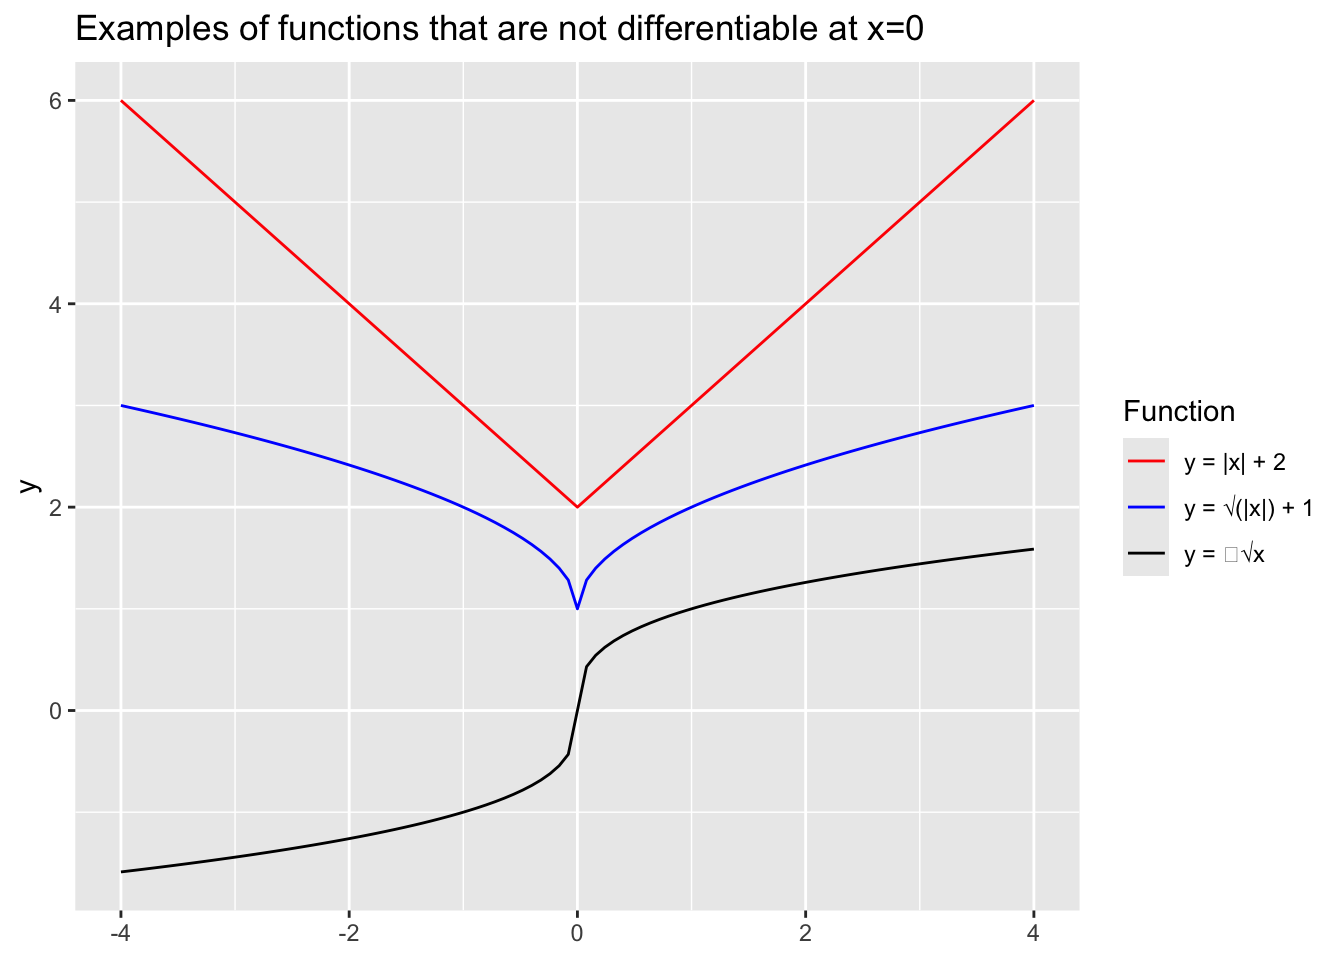 Examples of functions that are not differentiable at x=0
6
4
2
0
y
-4 -2 0 2 4
Function
y = |x| + 2
y = √(|x|) + 1
y = □√x